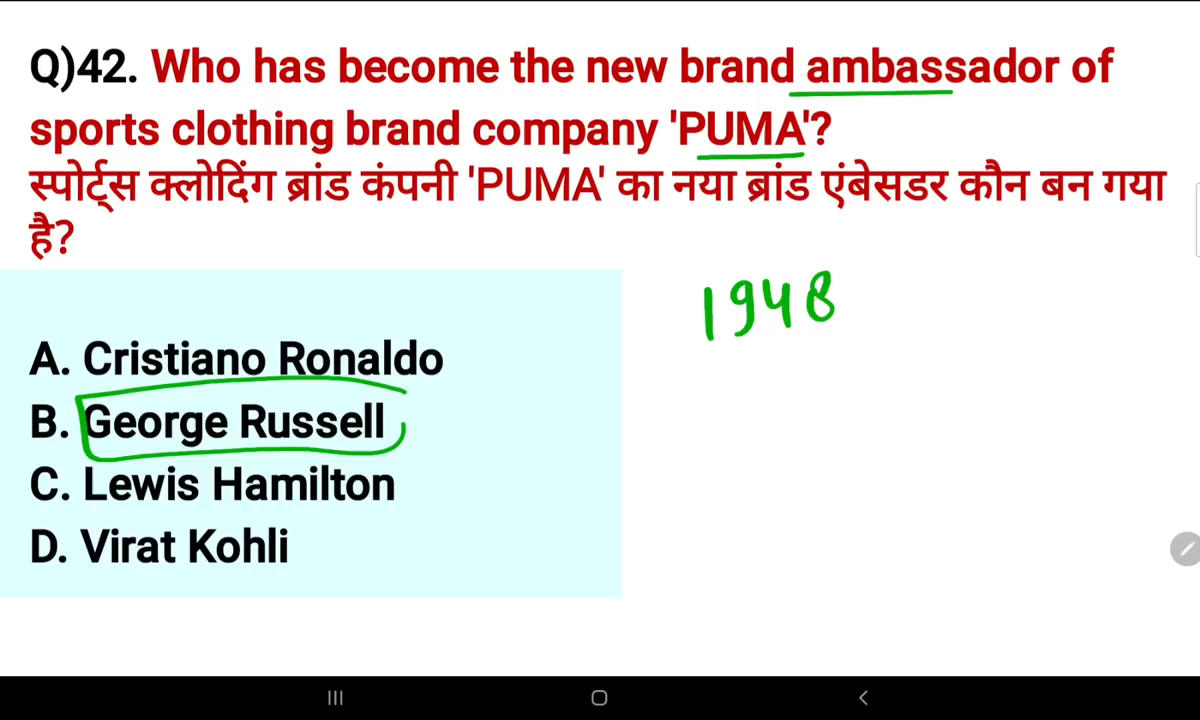 Q)42. Who has become the new brand ambassador of
sports clothing brand company 'PUMA'?
स्पोर्ट्स क्लोदिंग ब्रांड कंपनी 'PUMA' का नया ब्रांड एंबेसडर कौन बन गया
है?
1948
A. Cristiano Ronaldo
B. George Russell
C. Lewis Hamilton
D. Virat Kohli